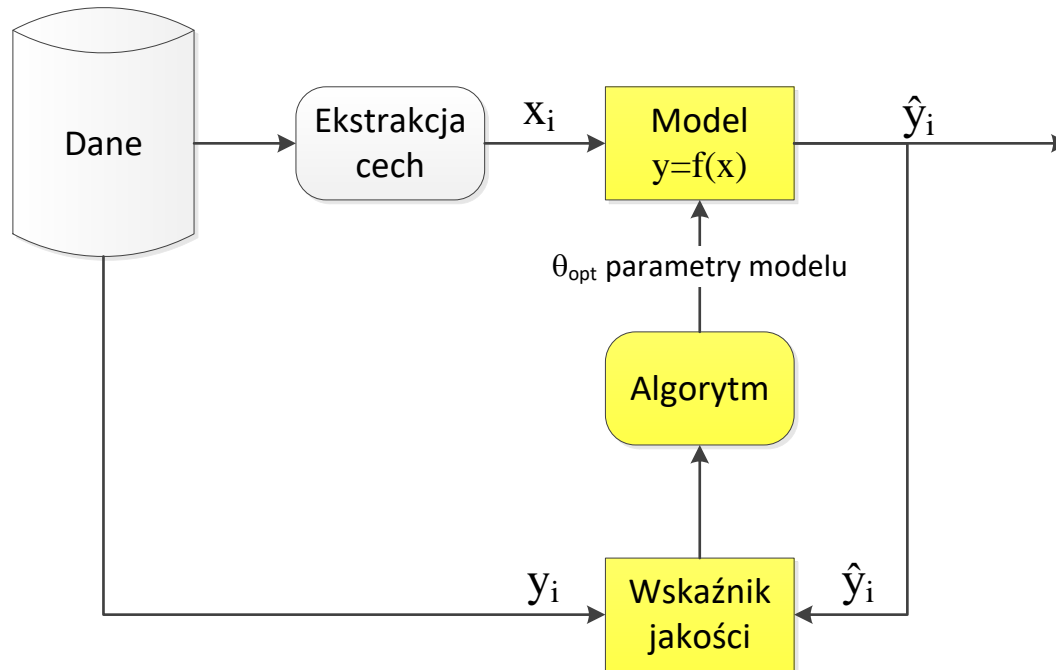 Dane
Ekstrakcja
cech
xᵢ
Model
y=f(x)
ŷᵢ
θₒₚₜ parametry modelu
Algorytm
yᵢ
Wskaźnik
jakości
ŷᵢ